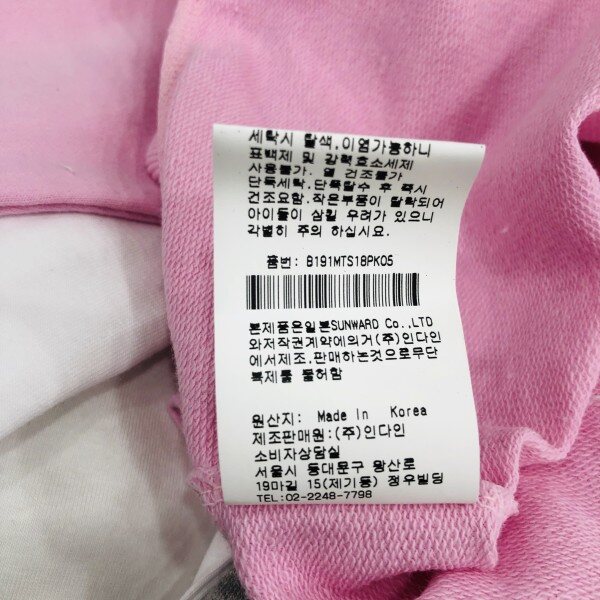 세탁시 탈색,이염가능하니
표백제 및 강력효소세제
사용불가. 열 건조불가
단독세탁.단독탈수 후 즉시
건조요함.작은부품이 탈락되어
아이들이 삼킬 우려가 있으니
각별히 주의 하십시요.
품번: B191MTS18PK05
본제품은일본SUNWARD Co.,LTD
와저작권계약에의거(주)인다인
에서제조.판매하는것으로무단
복제를 불허함
원산지: Made In Korea
제조판매원:(주)인다인
소비자상담실
서울시 동대문구 왕산로
19마길 15(제기동) 정우빌딩
TEL:02-2248-7798